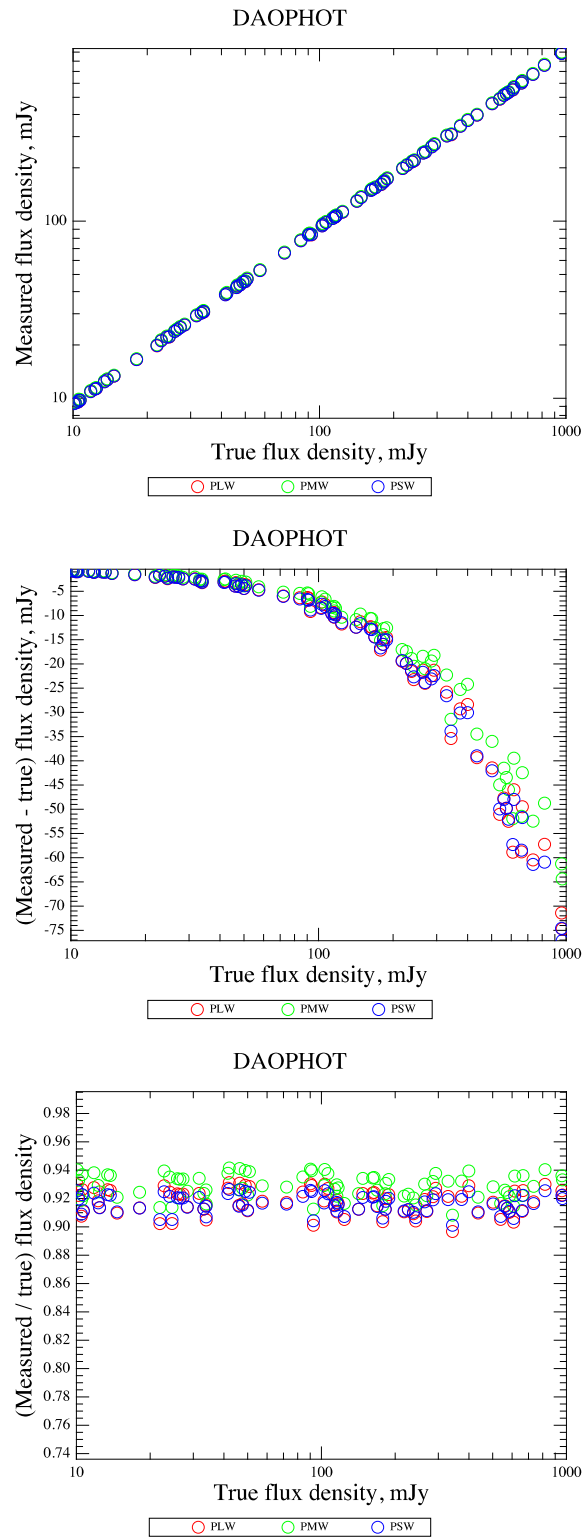 DAOPHOT
Measured flux density, mJy
100
10
10 100 1000
True flux density, mJy
PLW PMW PSW
DAOPHOT
(Measured - true) flux density, mJy
-5
-10
-15
-20
-25
-30
-35
-40
-45
-50
-55
-60
-65
-70
-75
10 100 1000
True flux density, mJy
PLW PMW PSW
DAOPHOT
(Measured / true) flux density
0.98
0.96
0.94
0.92
0.90
0.88
0.86
0.84
0.82
0.80
0.78
0.76
0.74
10 100 1000
True flux density, mJy
PLW PMW PSW